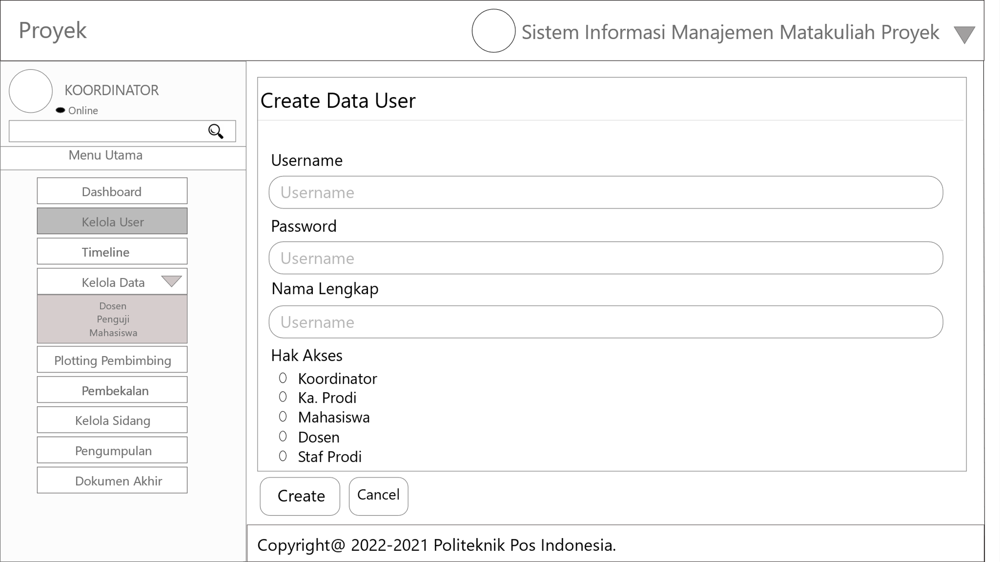 Proyek
Sistem Informasi Manajemen Matakuliah Proyek
KOORDINATOR
Online
Menu Utama
Dashboard
Kelola User
Timeline
Kelola Data
Dosen
Penguji
Mahasiswa
Plotting Pembimbing
Pembekalan
Kelola Sidang
Pengumpulan
Dokumen Akhir
Create Data User
Username
Username
Password
Username
Nama Lengkap
Username
Hak Akses
Koordinator
Ka. Prodi
Mahasiswa
Dosen
Staf Prodi
Create
Cancel
Copyright@ 2022-2021 Politeknik Pos Indonesia.